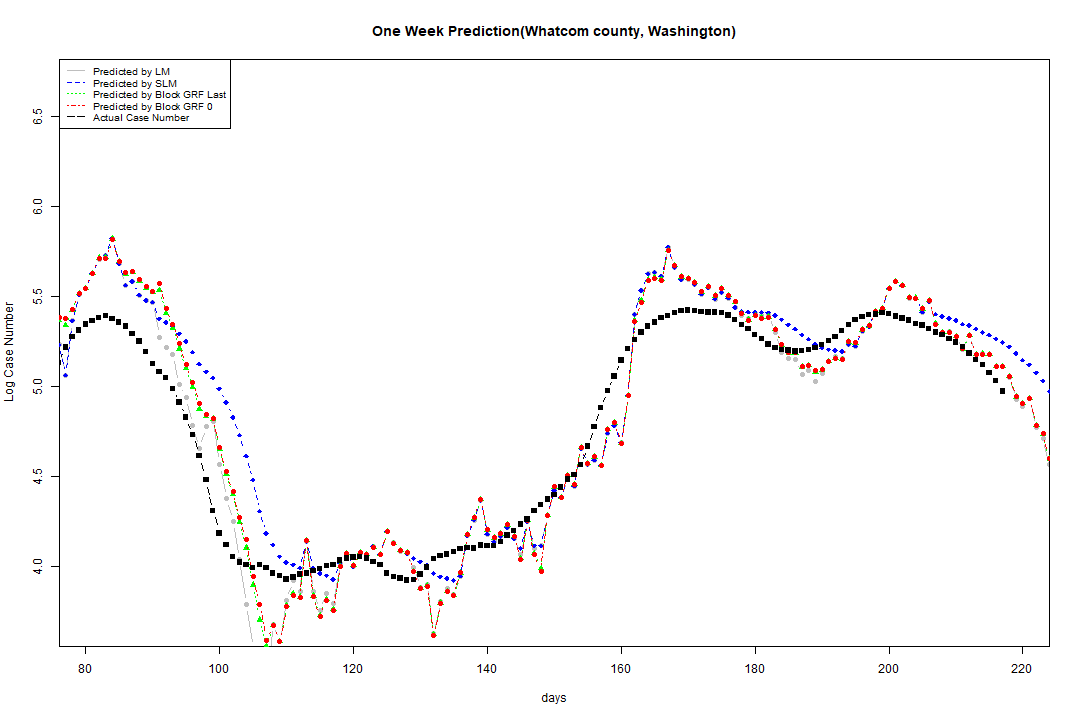 One Week Prediction(Whatcom county, Washington)
Predicted by LM
Predicted by SLM
Predicted by Block GRF Last
Predicted by Block GRF 0
Actual Case Number
Log Case Number
6.5
6.0
5.5
5.0
4.5
4.0
80 100 120 140 160 180 200 220
days